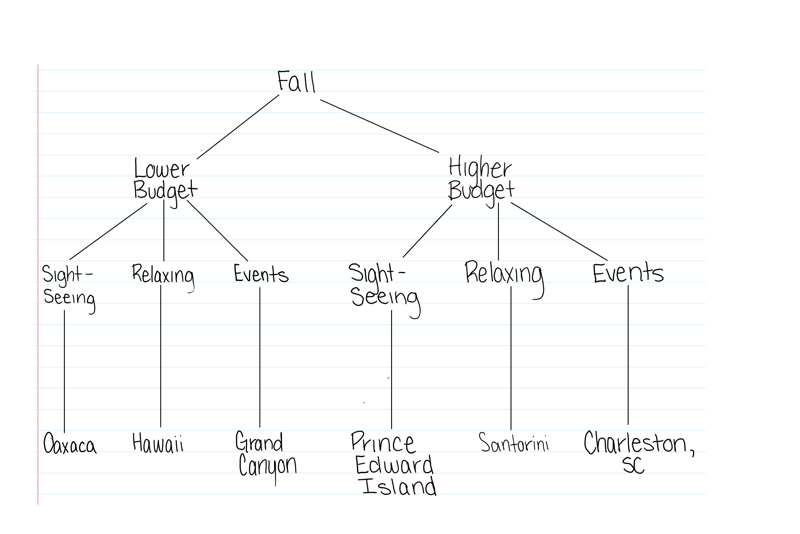 Fall
Lower
Budget
Higher
Budget
Sight-
Seeing
Relaxing
Events
Sight-
Seeing
Relaxing
Events
Oaxaca
Hawaii
Grand
Canyon
Prince
Edward
Island
Santorini
Charleston,
SC